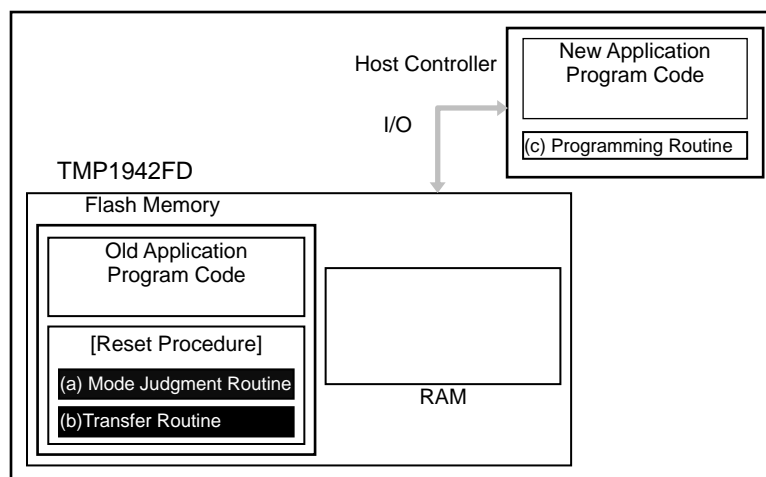 New Application
Program Code
Host Controller
I/O
(c) Programming Routine
TMP1942FD
Flash Memory
Old Application
Program Code
[Reset Procedure]
(a) Mode Judgment Routine
(b)Transfer Routine
RAM